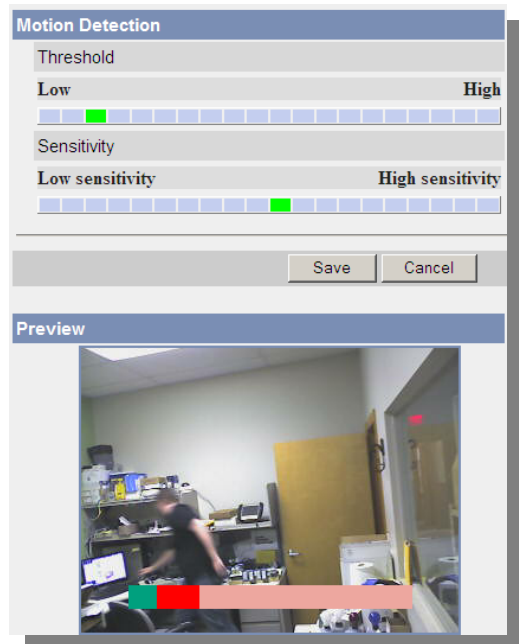 Motion Detection
Threshold
Low High
Sensitivity
Low sensitivity High sensitivity
Save Cancel
Preview